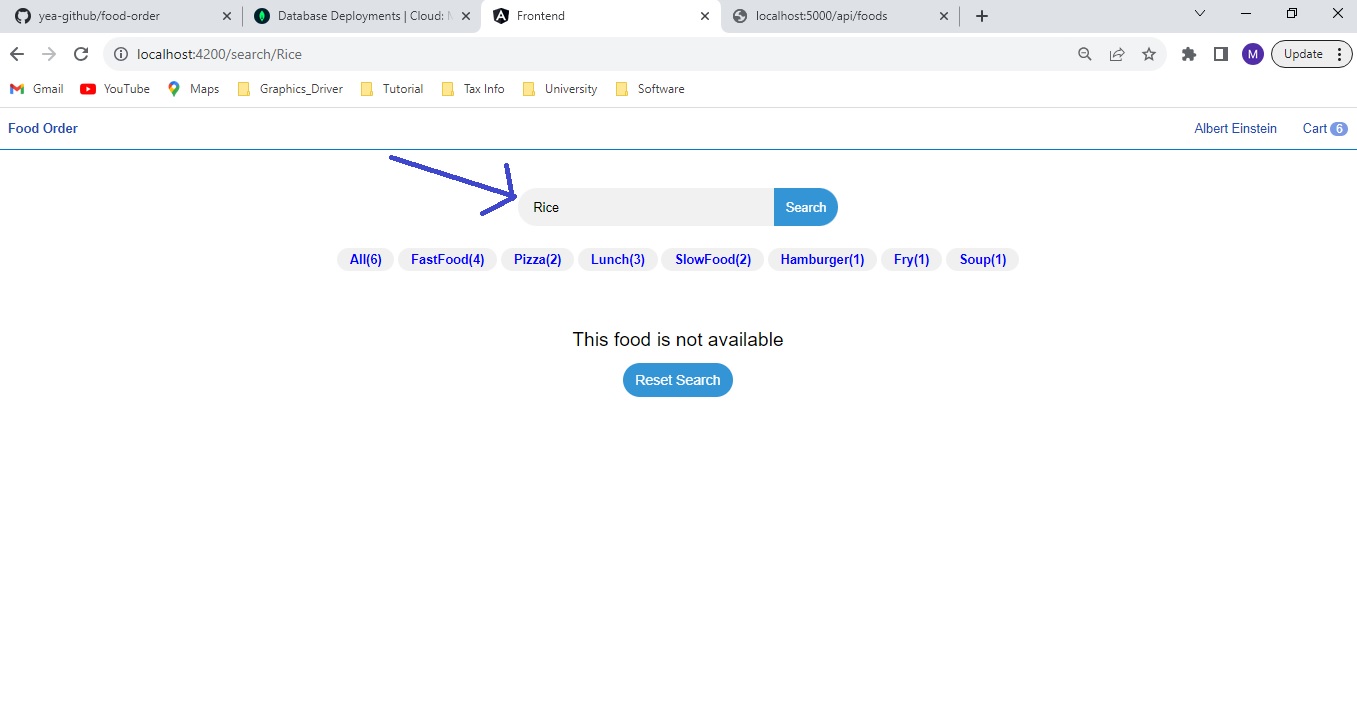 yea-github/food-order
Database Deployments | Cloud:
Frontend
localhost:5000/api/foods
localhost:4200/search/Rice
M
Update
Gmail
YouTube
Maps
Graphics_Driver
Tutorial
Tax Info
University
Software
Food Order
Albert Einstein
Cart 6
Rice
Search
All(6) FastFood(4) Pizza(2) Lunch(3) SlowFood(2) Hamburger(1) Fry(1) Soup(1)
This food is not available
Reset Search